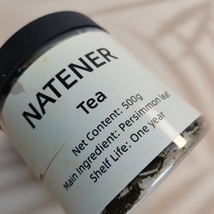 NATENER
Tea
Net Content: 500g
Main Ingredient: Persimmon leaf
Shelf Life: One year